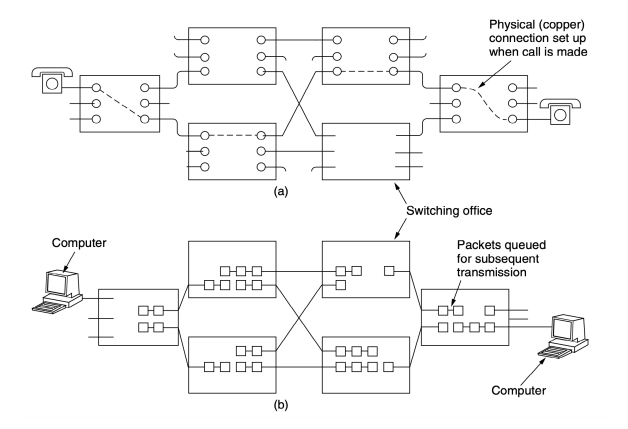 Physical (copper)
connection set up
when call is made
(a)
Switching office
Computer
Packets queued
for subsequent
transmission
Computer
(b)